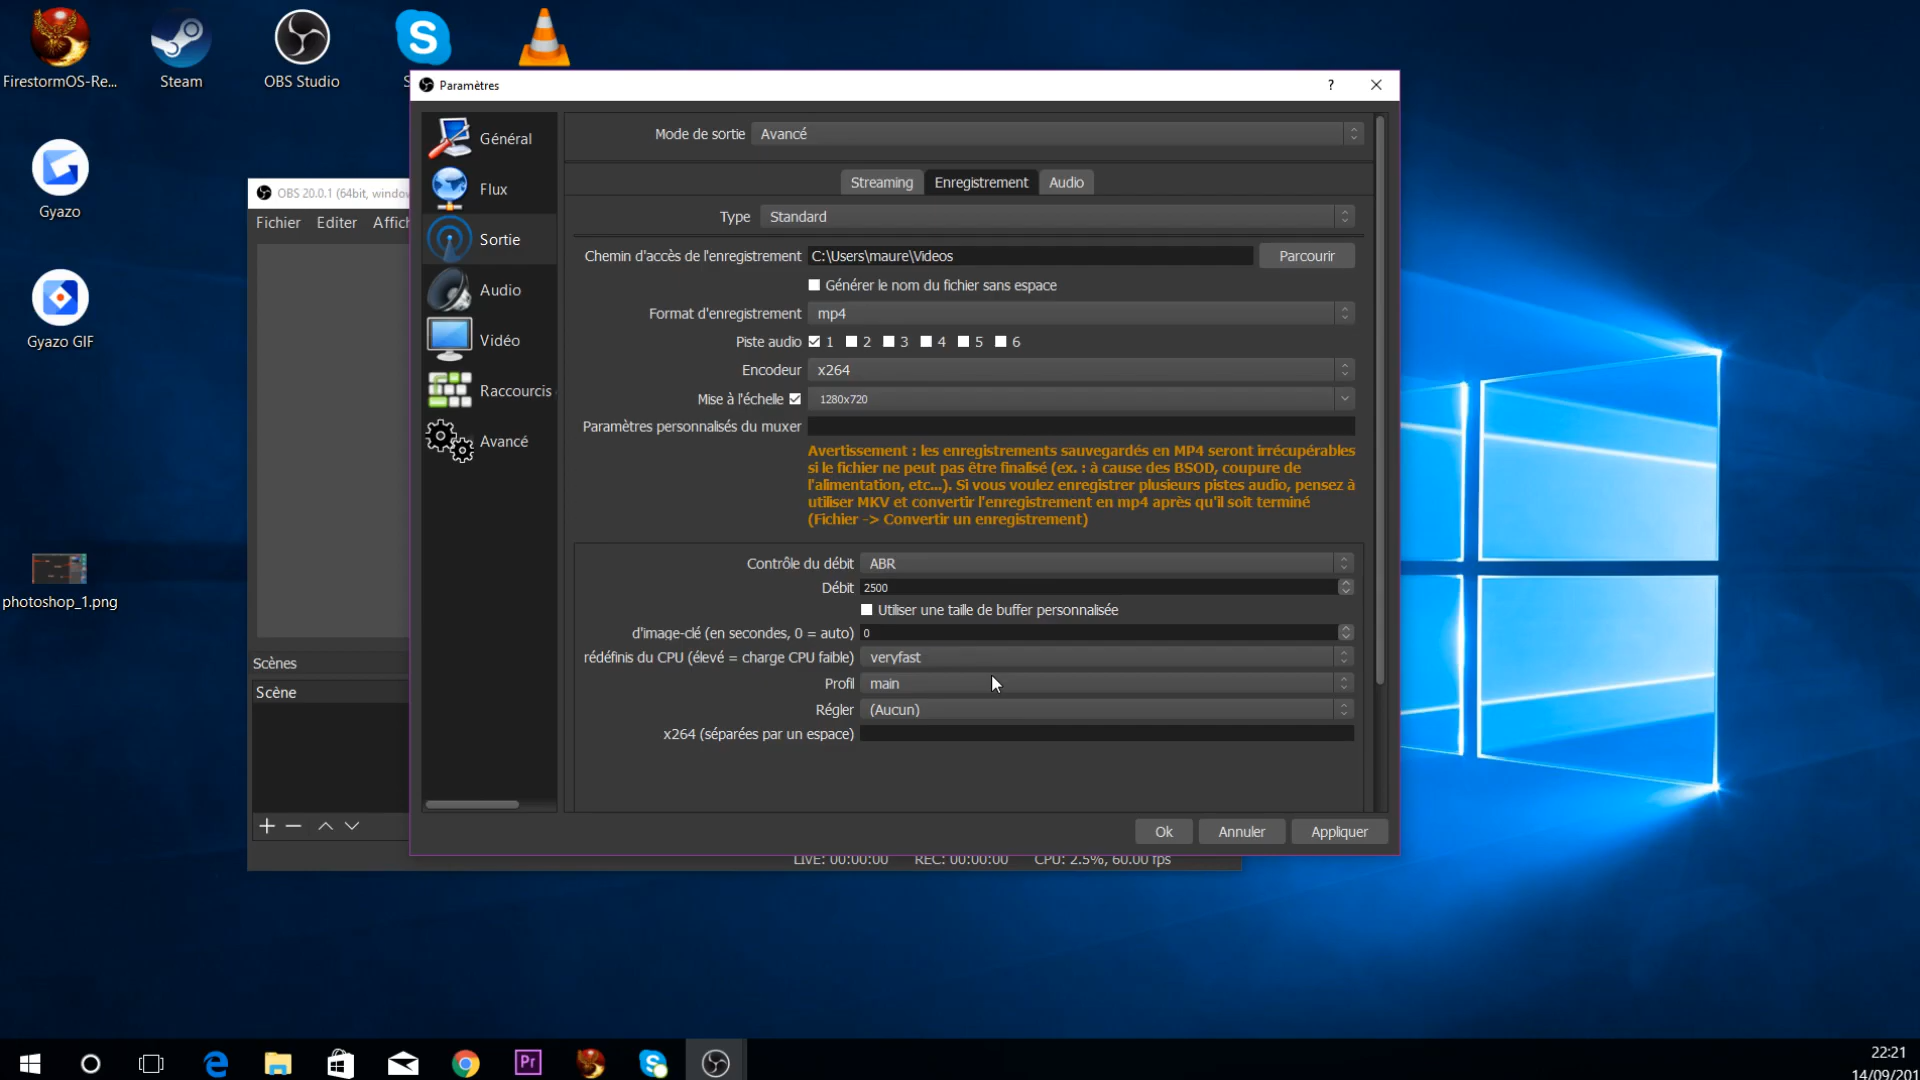 FirestormOS-Re...
Steam
OBS Studio
Gyazo
Gyazo GIF
photoshop_1.png
OBS 20.0.1 (64bit,
Fichier Editer
Scènes
Scène
LIVE: 00:00:00 REC: 00:00:00 CPU: 2.5%, 60.00 fps
Paramètres
?
Général
Flux
Sortie
Audio
Vidéo
Raccourcis
Avancé
Mode de sortie Avancé
Streaming Enregistrement Audio
Type Standard
Chemin d'accès de l'enregistrement C:\Users\maure\Videos Parcourir
Générer le nom du fichier sans espace
Format d'enregistrement mp4
Piste audio 1 2 3 4 5 6
Encodeur x264
Mise à l'échelle 1280x720
Paramètres personnalisés du muxer
Avertissement : les enregistrements sauvegardés en MP4 seront irrécupérables
si le fichier ne peut pas être finalisé (ex. : à cause des BSOD, coupure de
l'alimentation, etc...). Si vous voulez enregistrer plusieurs pistes audio, pensez à
utiliser MKV et convertir l'enregistrement en mp4 après qu'il soit terminé
(Fichier -> Convertir un enregistrement)
Contrôle du débit ABR
Débit 2500
Utiliser une taille de buffer personnalisée
d'image-clé (en secondes, 0 = auto) 0
rédéfinis du CPU (élevé = charge CPU faible) veryfast
Profil main
Régler (Aucun)
x264 (séparées par un espace)
Ok Annuler Appliquer
Pr
22:21
14/09/201